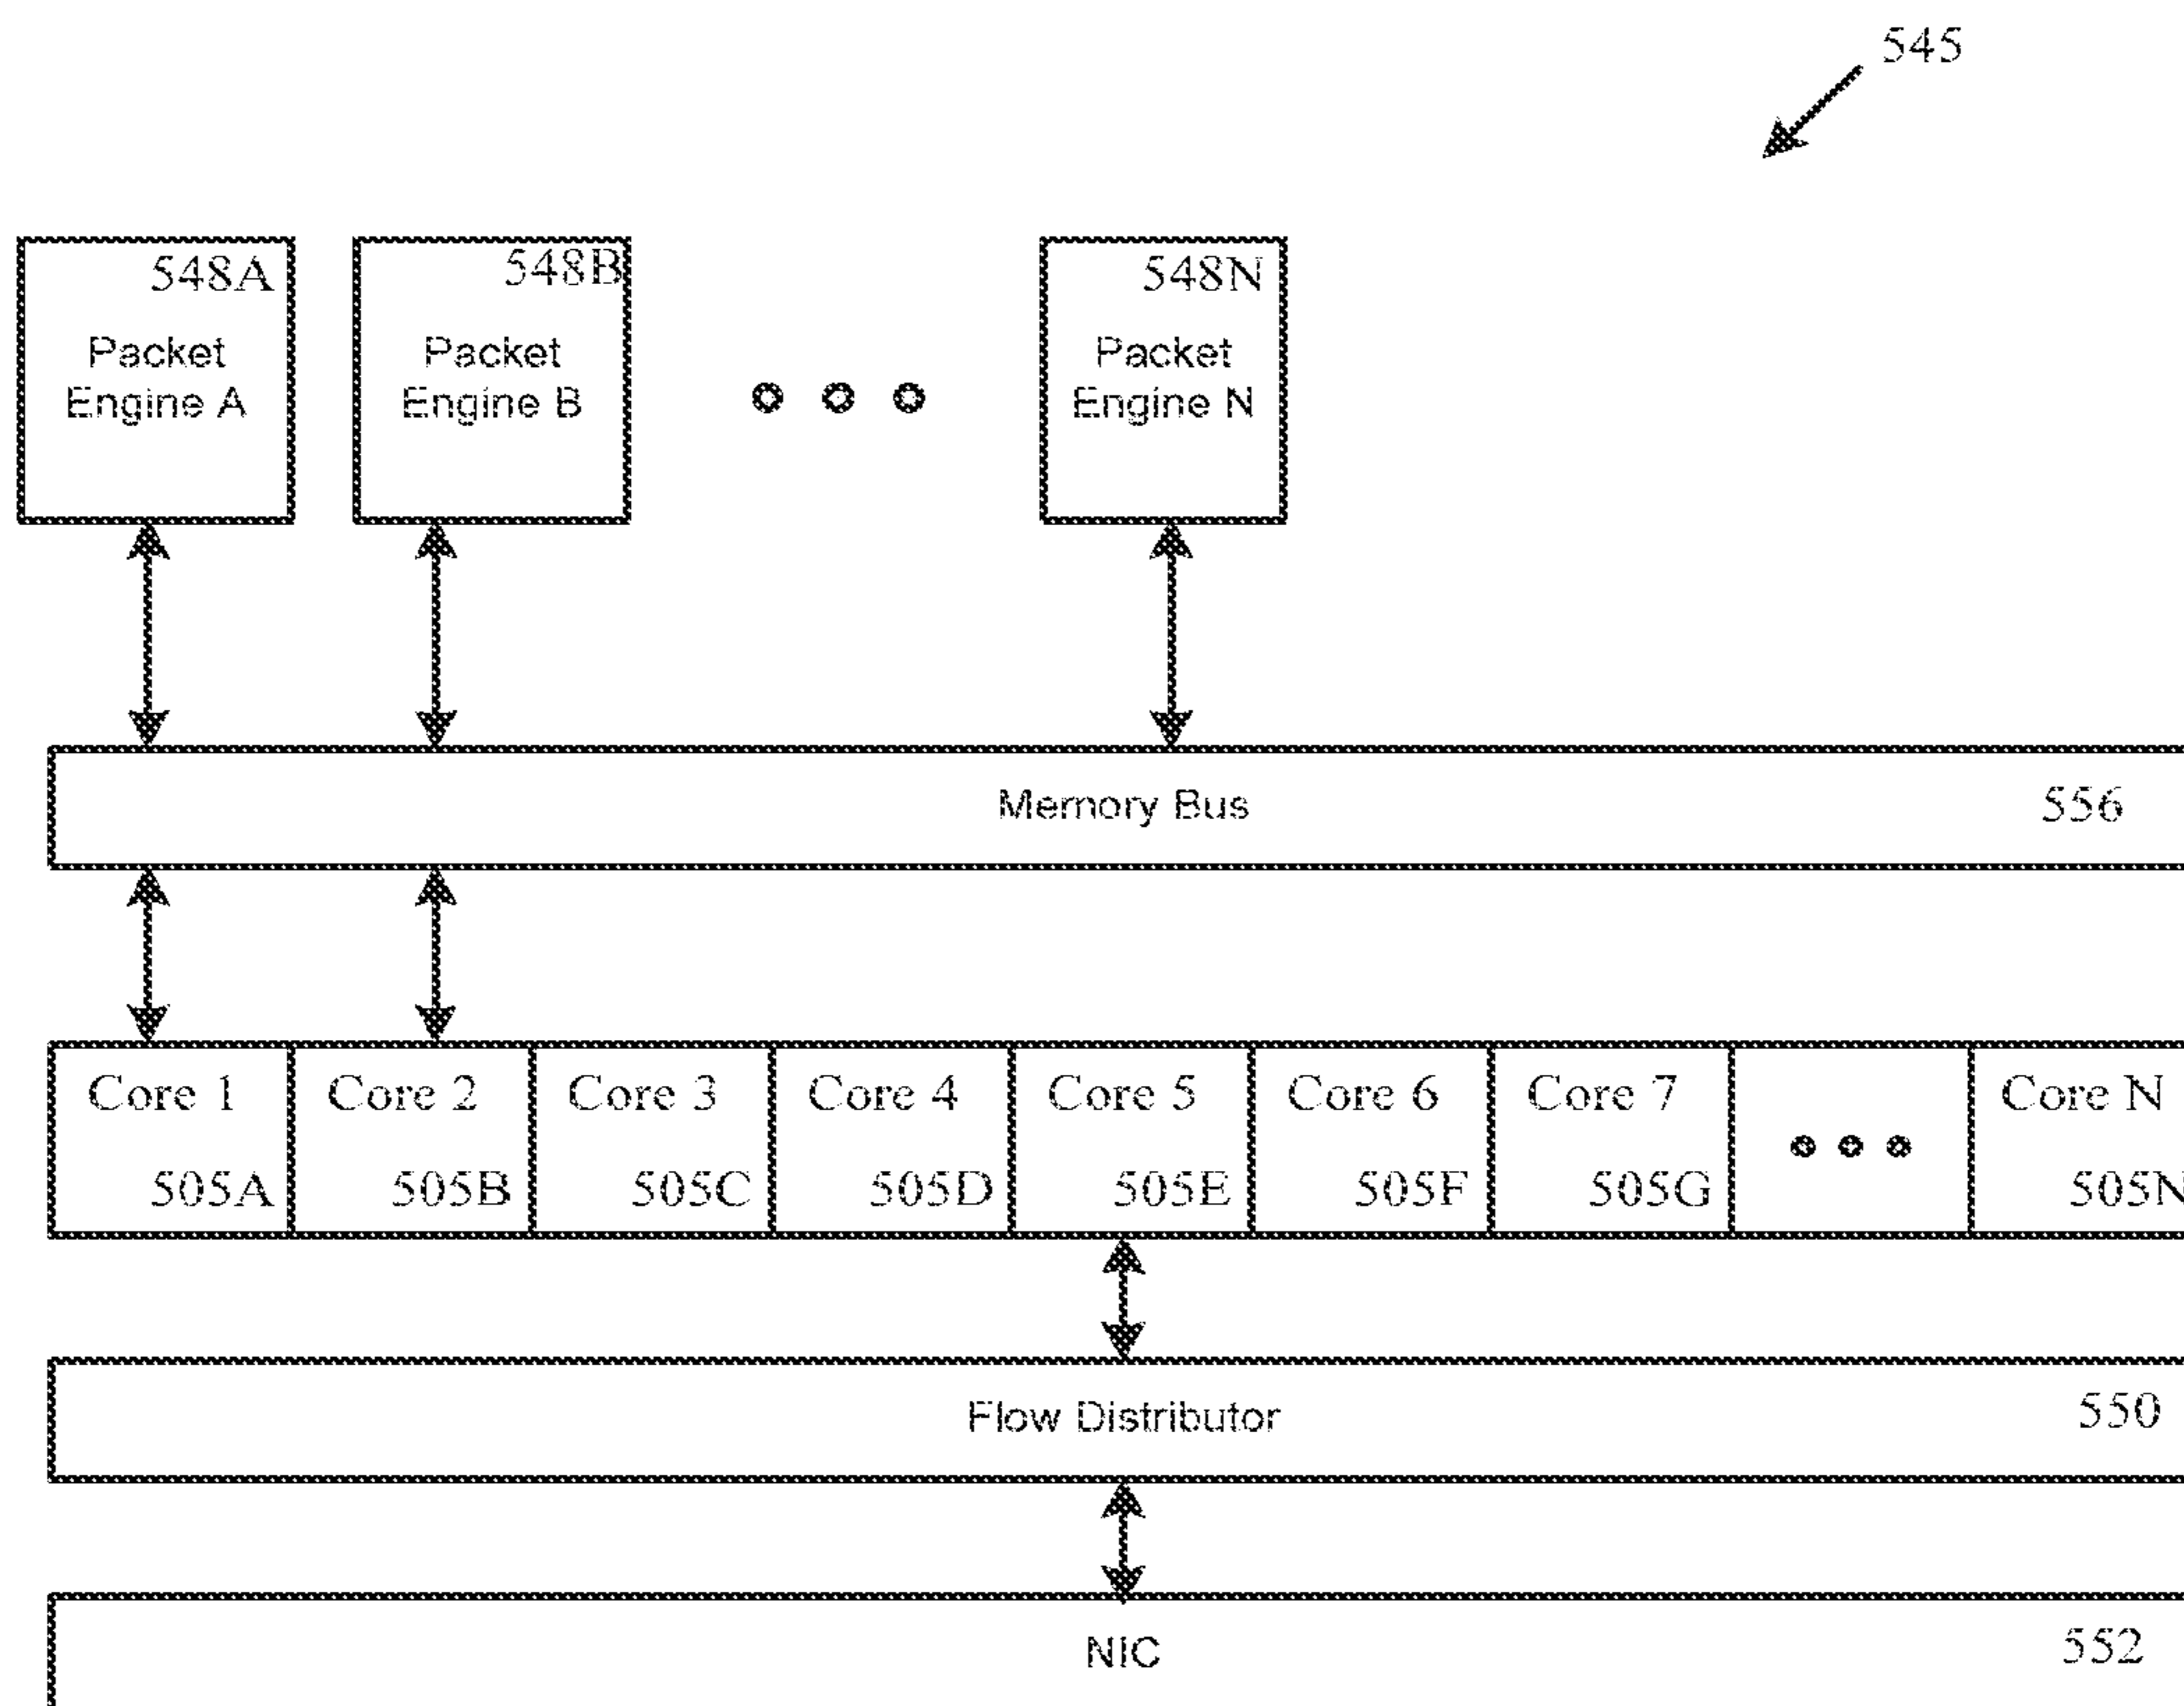 545
548A
Packet
Engine A
548B
Packet
Engine B
548N
Packet
Engine N
Memory Bus 556
Core 1 Core 2 Core 3 Core 4 Core 5 Core 6 Core 7 Core N
505A 505B 505C 505D 505E 505F 505G 505N
Flow Distributor 550
NIC 552